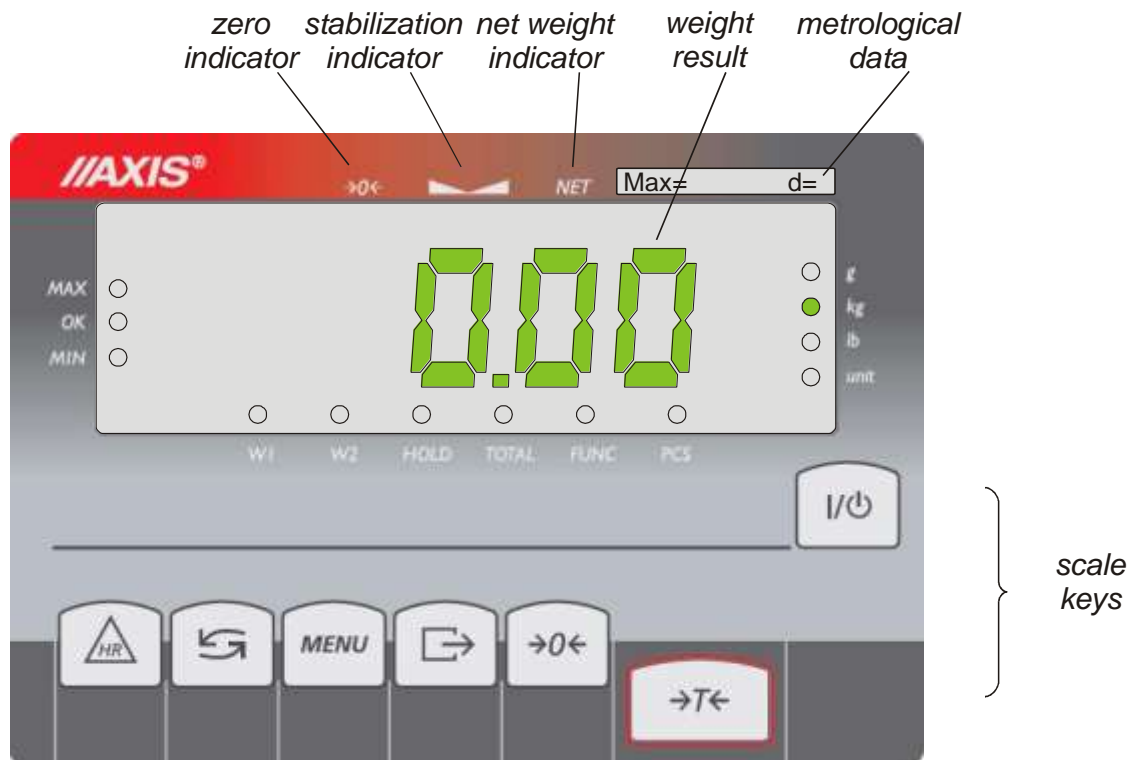 zero indicator
stabilization indicator
net weight indicator
weight result
metrological data
//AXIS®
→0←
NET
Max= d=
0.00
MAX
OK
MIN
g
kg
lb
unit
W1 W2 HOLD TOTAL FUNC PCS
I/⏻
scale keys
HR
MENU
→0←
→T←